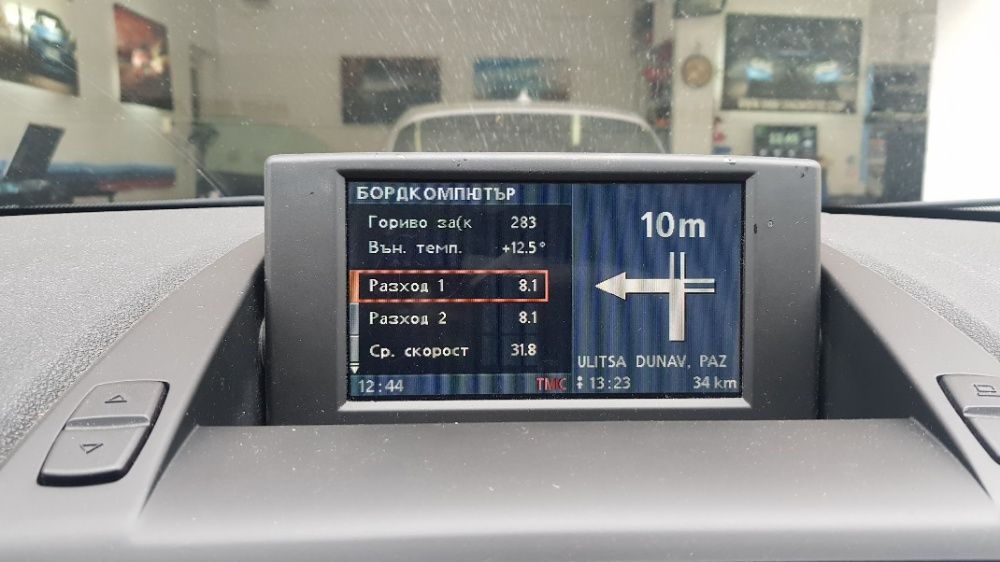 БОРДКОМПЮТЪР
Гориво за(к 283
Вън. темп. +12.5°
Разход 1 8.1
Разход 2 8.1
Ср. скорост 31.8
12:44 TMC
10m
ULITSA DUNAV, PAZ
13:23 34 km